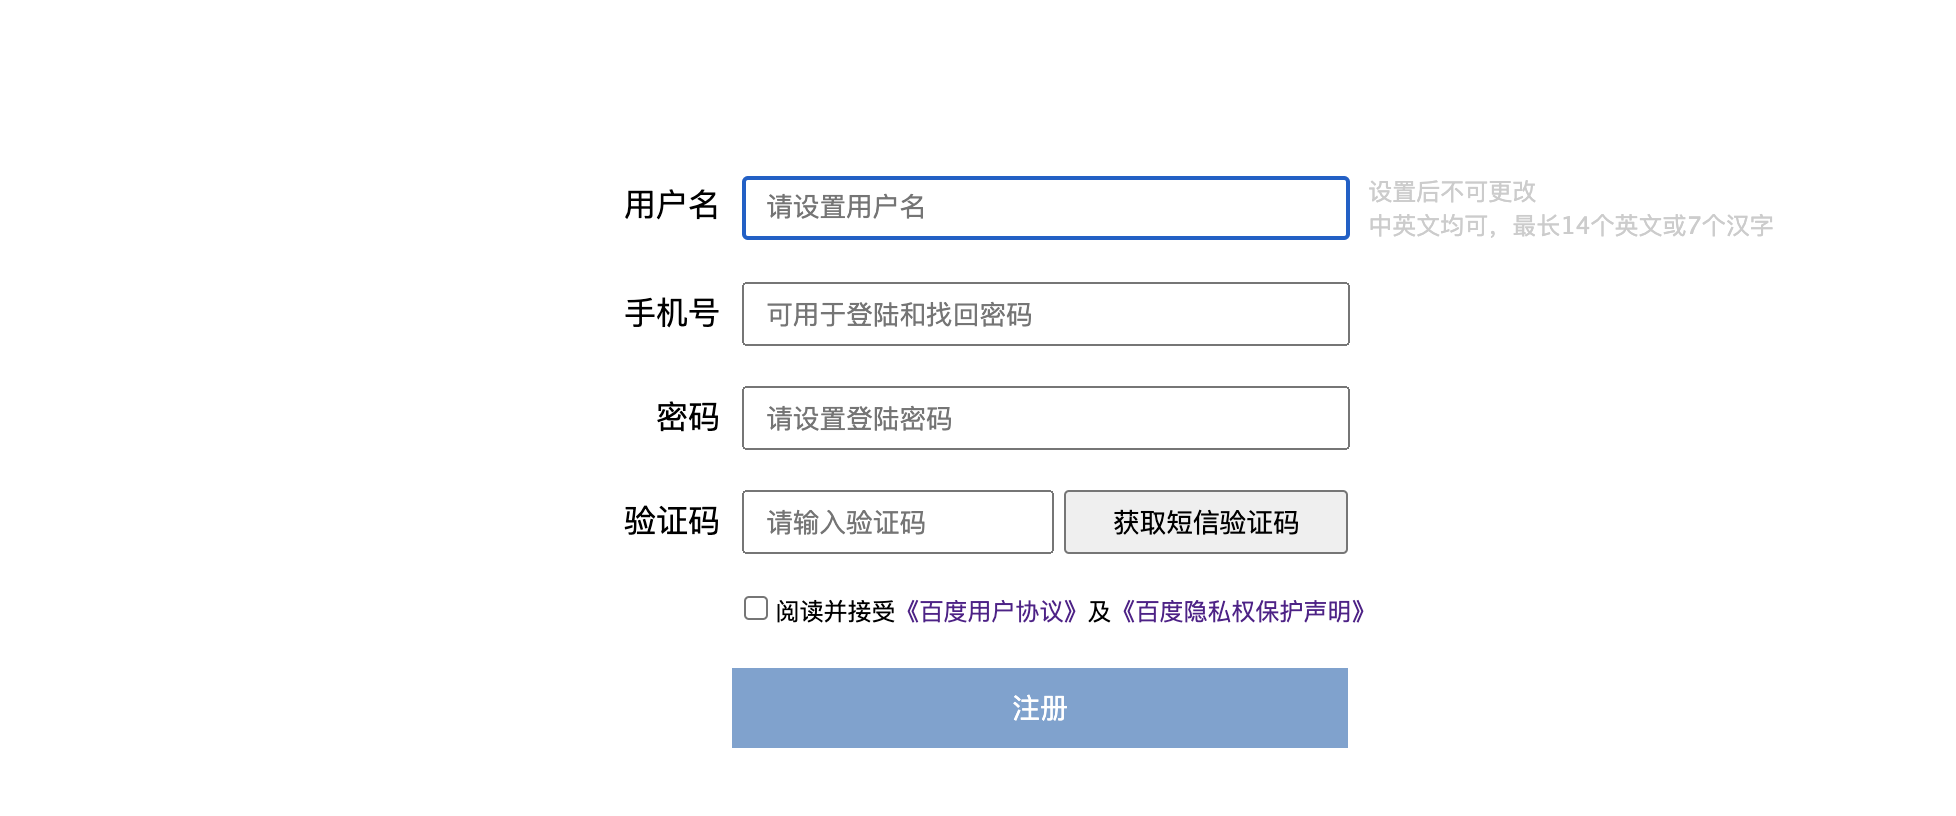 用户名 请设置用户名 设置后不可更改
中英文均可，最长14个英文或7个汉字
手机号 可用于登陆和找回密码
密码 请设置登陆密码
验证码 请输入验证码 获取短信验证码
阅读并接受《百度用户协议》及《百度隐私权保护声明》
注册